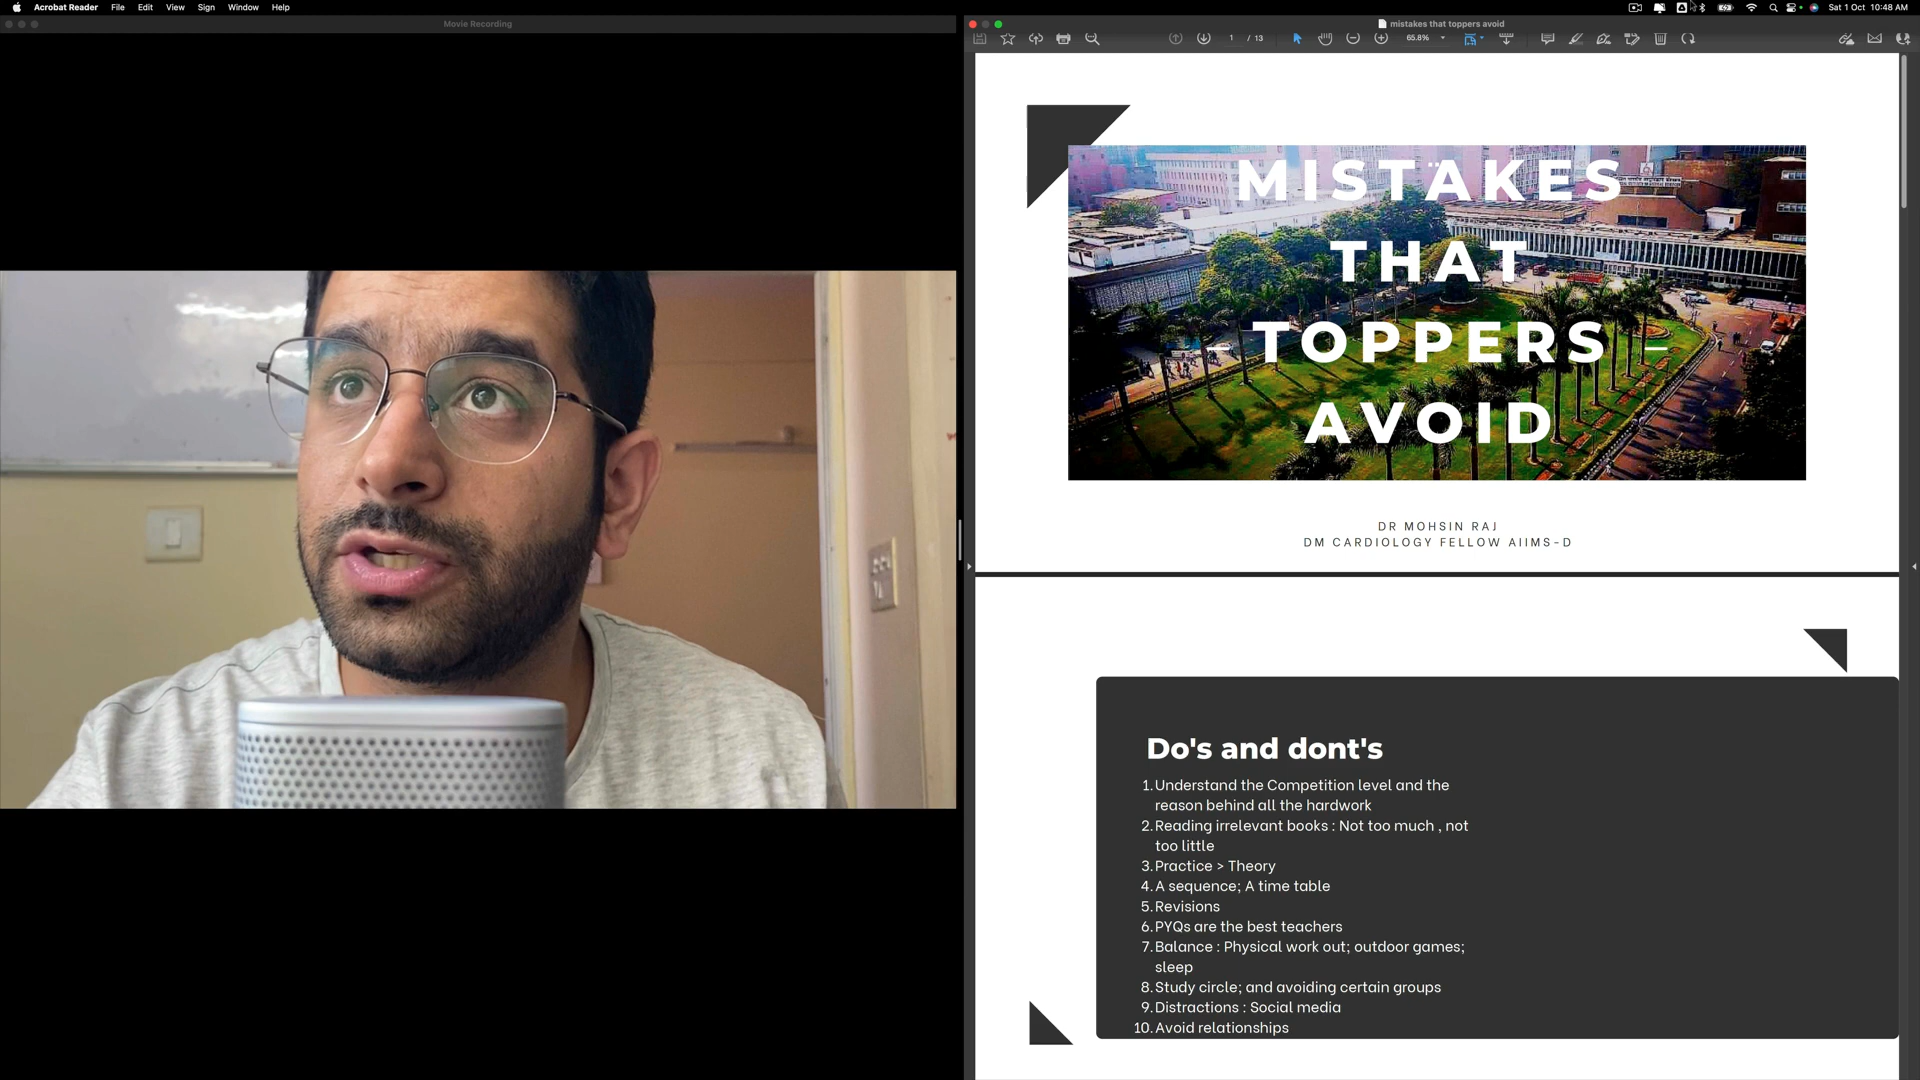 Acrobat Reader File Edit View Sign Window Help
Sat 1 Oct 10:48 AM
Movie Recording
mistakes that toppers avoid
1 / 13
65.8%
MISTAKES
THAT
TOPPERS
AVOID
DR MOHSIN RAJ
DM CARDIOLOGY FELLOW AIIMS-D
Do's and dont's
1. Understand the Competition level and the
reason behind all the hardwork
2. Reading irrelevant books : Not too much , not
too little
3. Practice > Theory
4. A sequence; A time table
5. Revisions
6. PYQs are the best teachers
7. Balance : Physical work out; outdoor games;
sleep
8. Study circle; and avoiding certain groups
9. Distractions : Social media
10. Avoid relationships